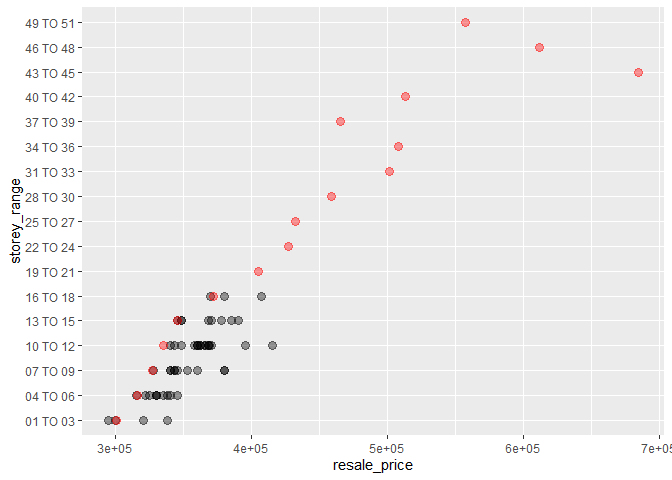 49 TO 51
46 TO 48
43 TO 45
40 TO 42
37 TO 39
34 TO 36
31 TO 33
28 TO 30
25 TO 27
22 TO 24
19 TO 21
16 TO 18
13 TO 15
10 TO 12
07 TO 09
04 TO 06
01 TO 03
storey_range
3e+05 4e+05 5e+05 6e+05 7e+05
resale_price